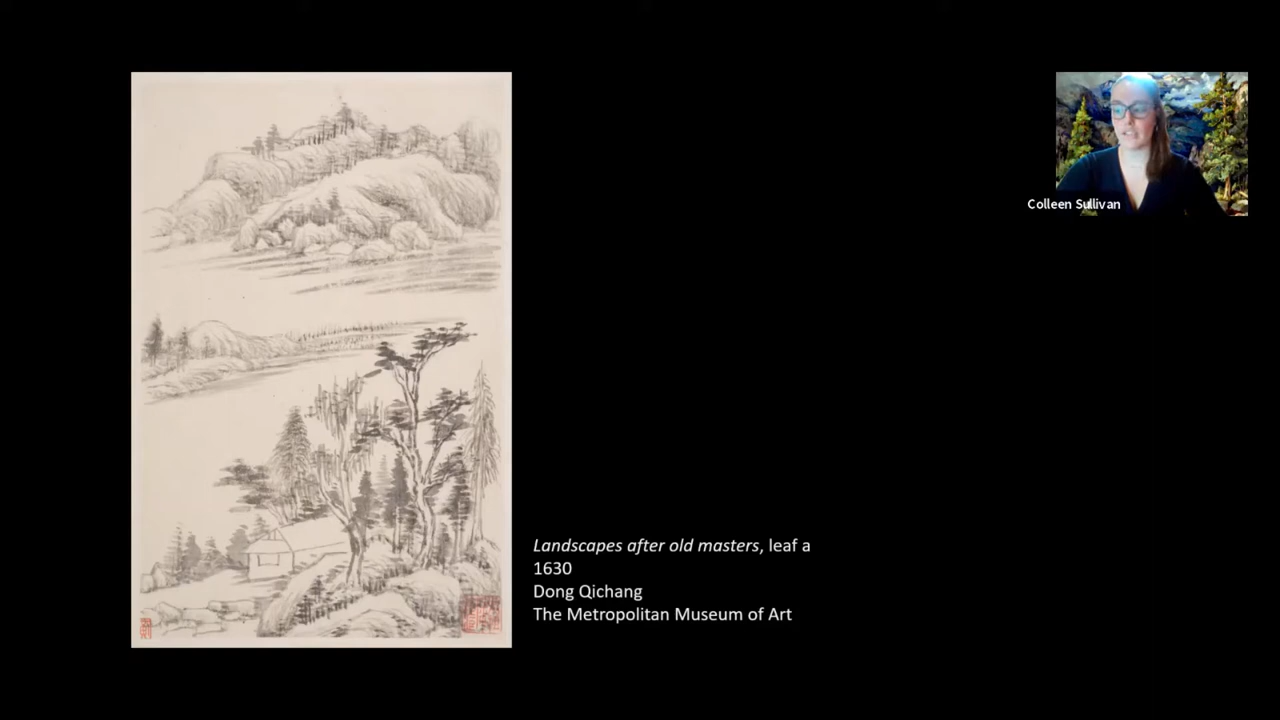 Colleen Sullivan
Landscapes after old masters, leaf a
1630
Dong Qichang
The Metropolitan Museum of Art